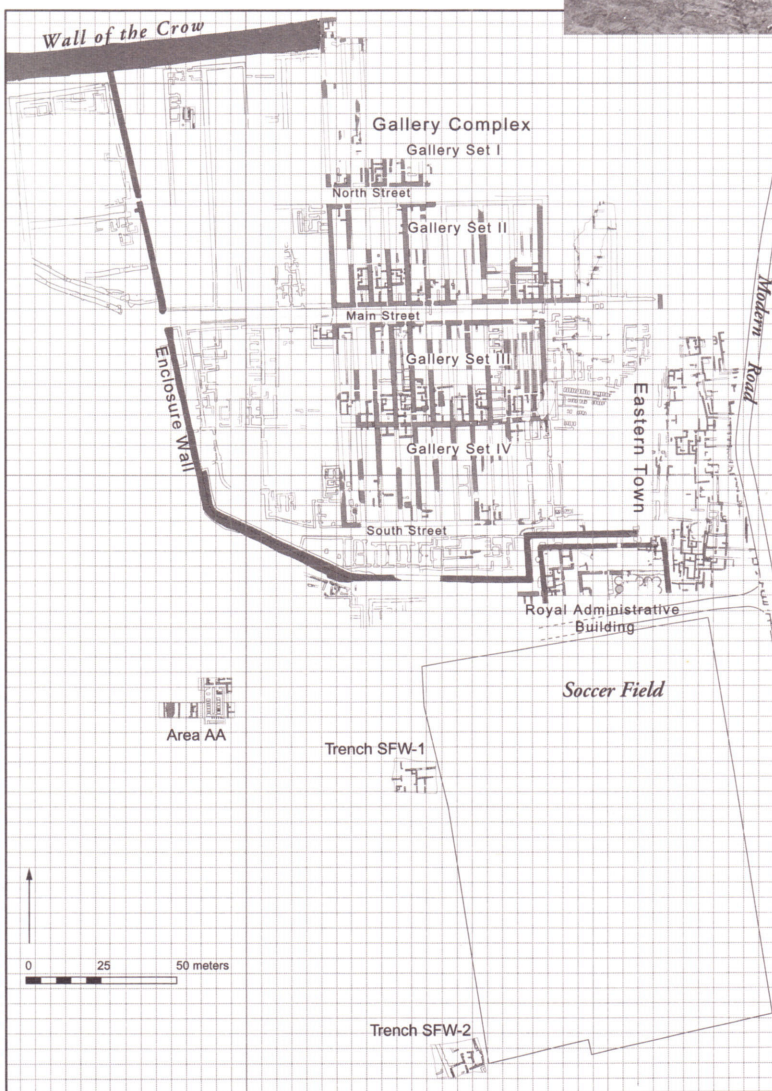 Wall of the Crow
Gallery Complex
Gallery Set I
North Street
Gallery Set II
Main Street
Gallery Set III
Enclosure Wall
Eastern Town
Modern Road
Gallery Set IV
South Street
Royal Administrative
Building
Soccer Field
Area AA
Trench SFW-1
0 25 50 meters
Trench SFW-2